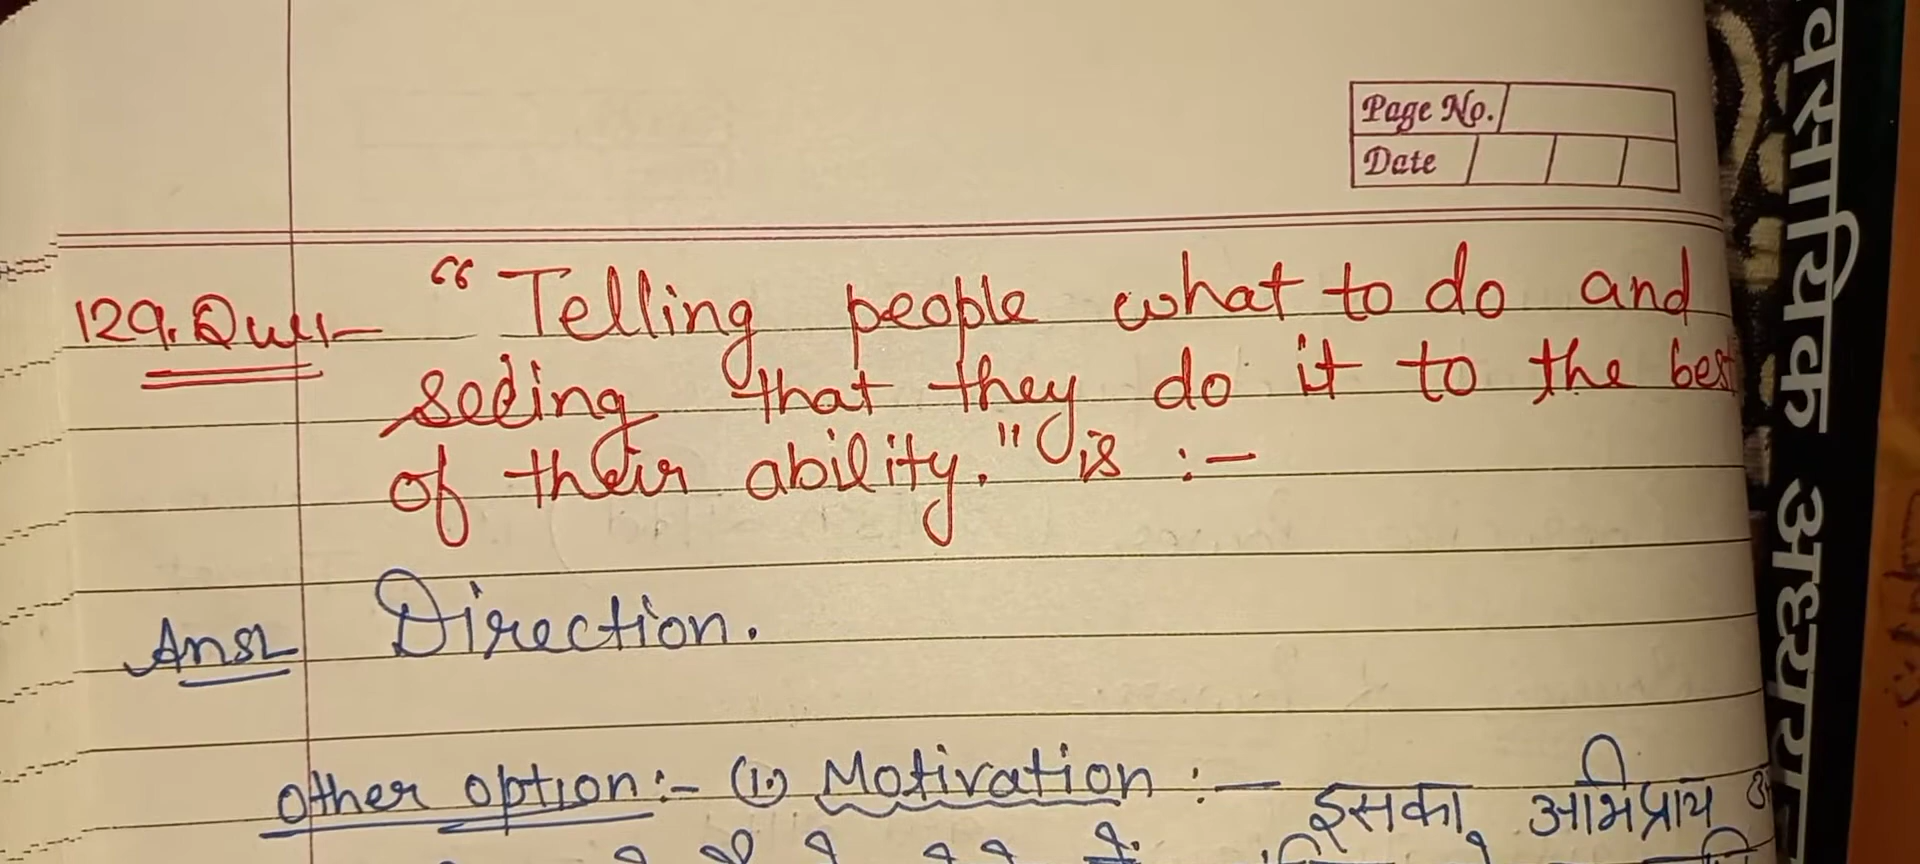 Page No.
Date
129. Ques- “Telling people what to do and
seeing that they do it to the best
of their ability." is :-
Ans Direction.
other option:- (1.) Motivation :- इसका अभिप्राय